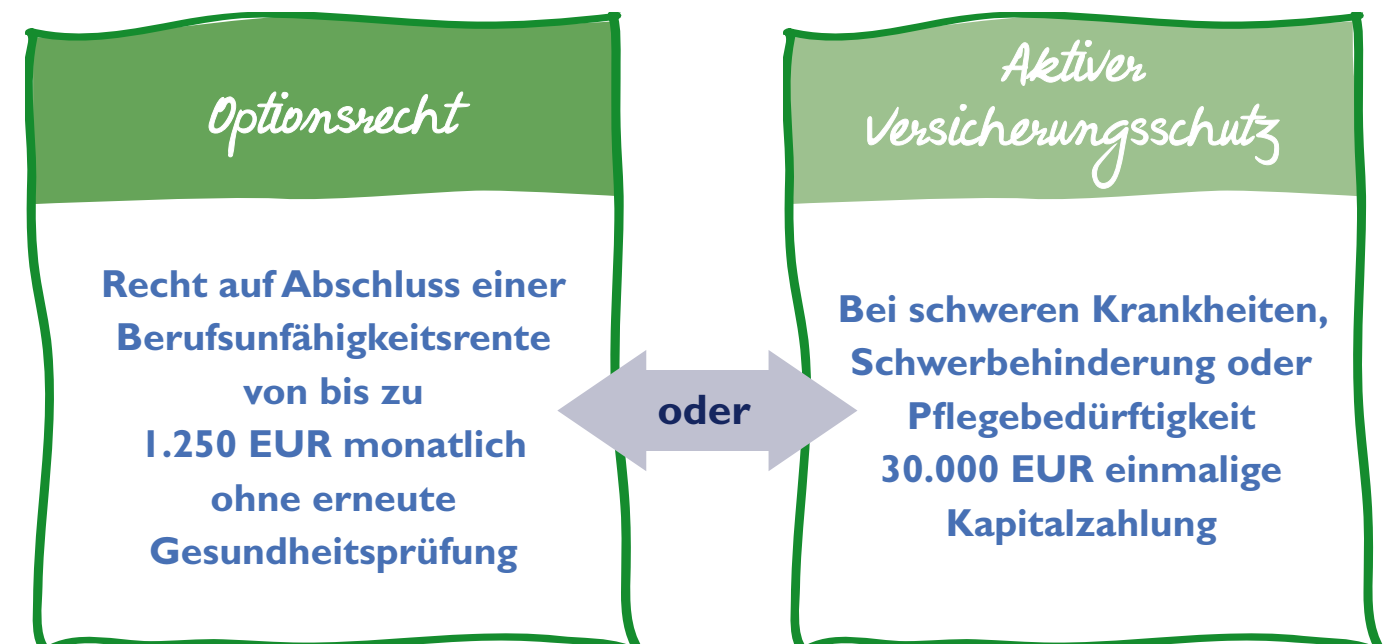 Optionsrecht
Recht auf Abschluss einer
Berufsunfähigkeitsrente
von bis zu
1.250 EUR monatlich
ohne erneute
Gesundheitsprüfung
oder
Aktiver
Versicherungsschutz
Bei schweren Krankheiten,
Schwerbehinderung oder
Pflegebedürftigkeit
30.000 EUR einmalige
Kapitalzahlung